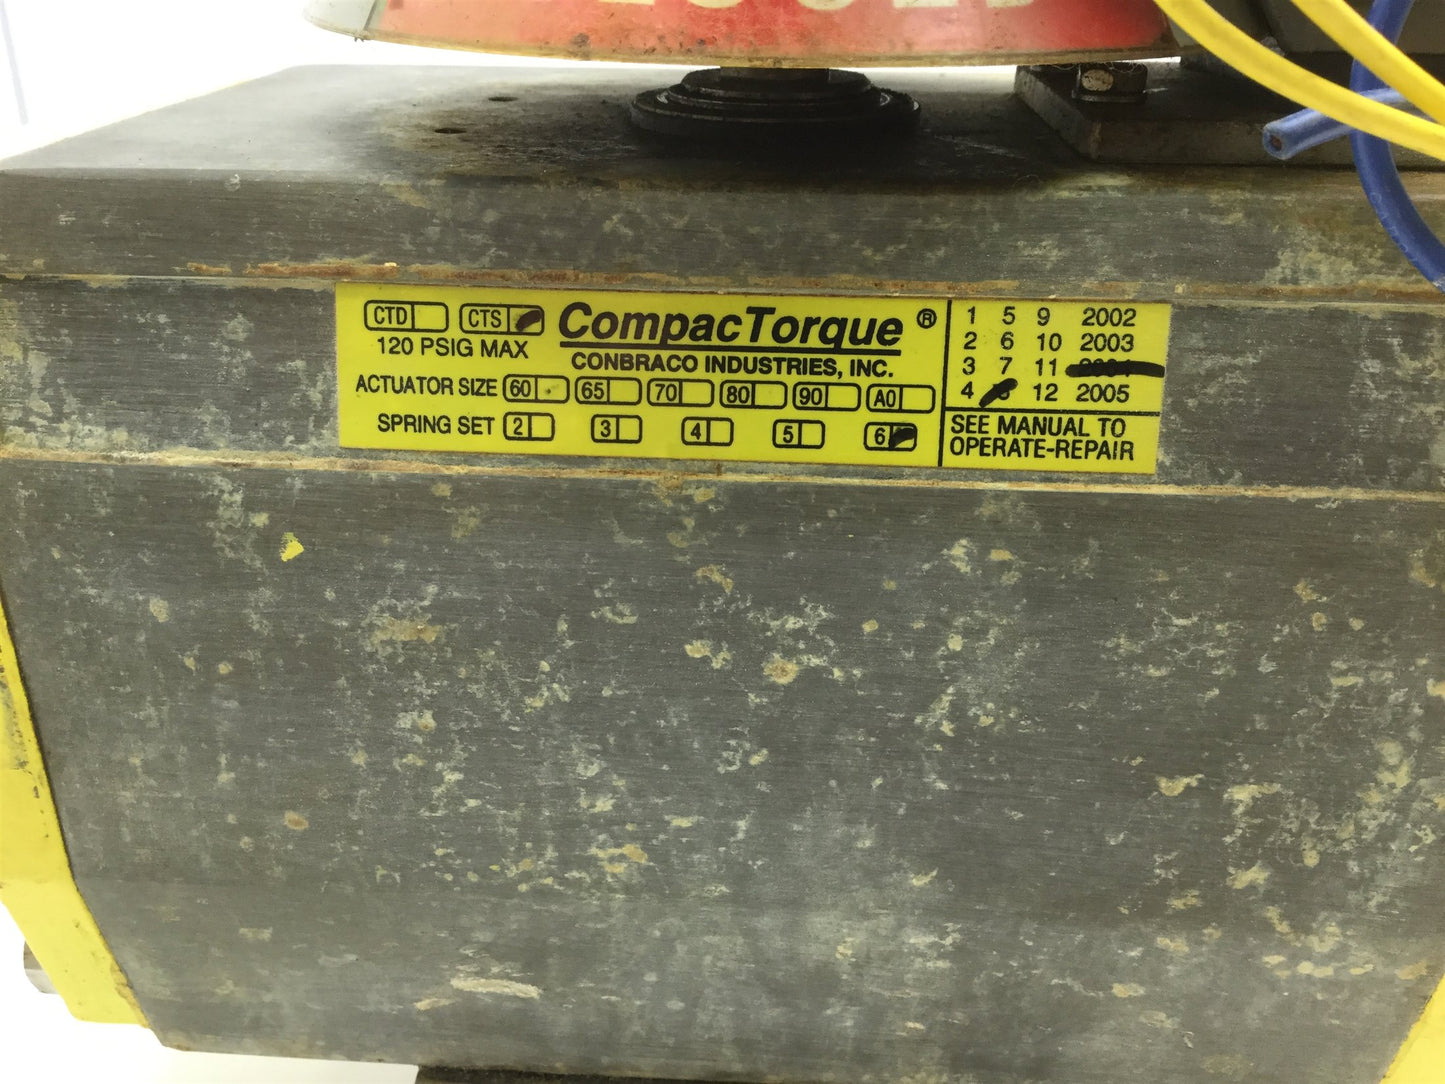 CTD CTS CompacTorque ®
120 PSIG MAX CONBRACO INDUSTRIES, INC.
ACTUATOR SIZE 60 65 70 80 90 A0
SPRING SET 2 3 4 5 6
1 5 9 2002
2 6 10 2003
3 7 11
4 12 2005
SEE MANUAL TO
OPERATE-REPAIR